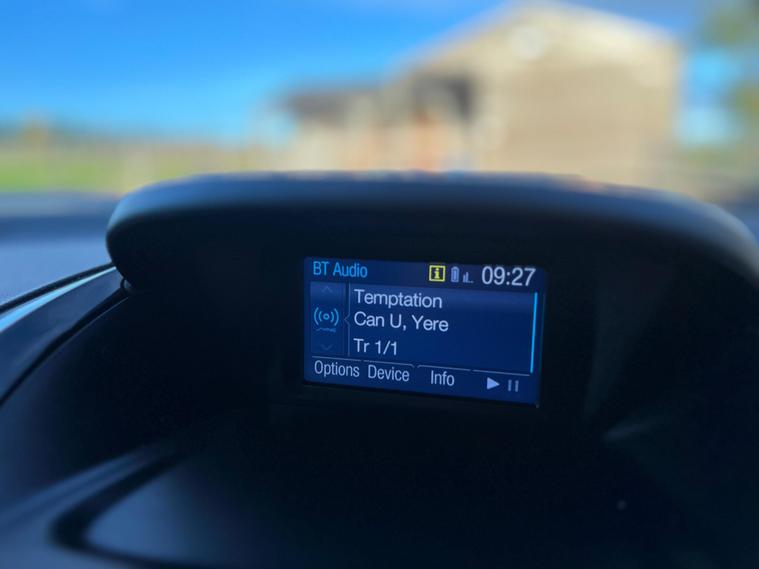 BT Audio 09:27
Temptation
Can U, Yere
Tr 1/1
Options Device Info